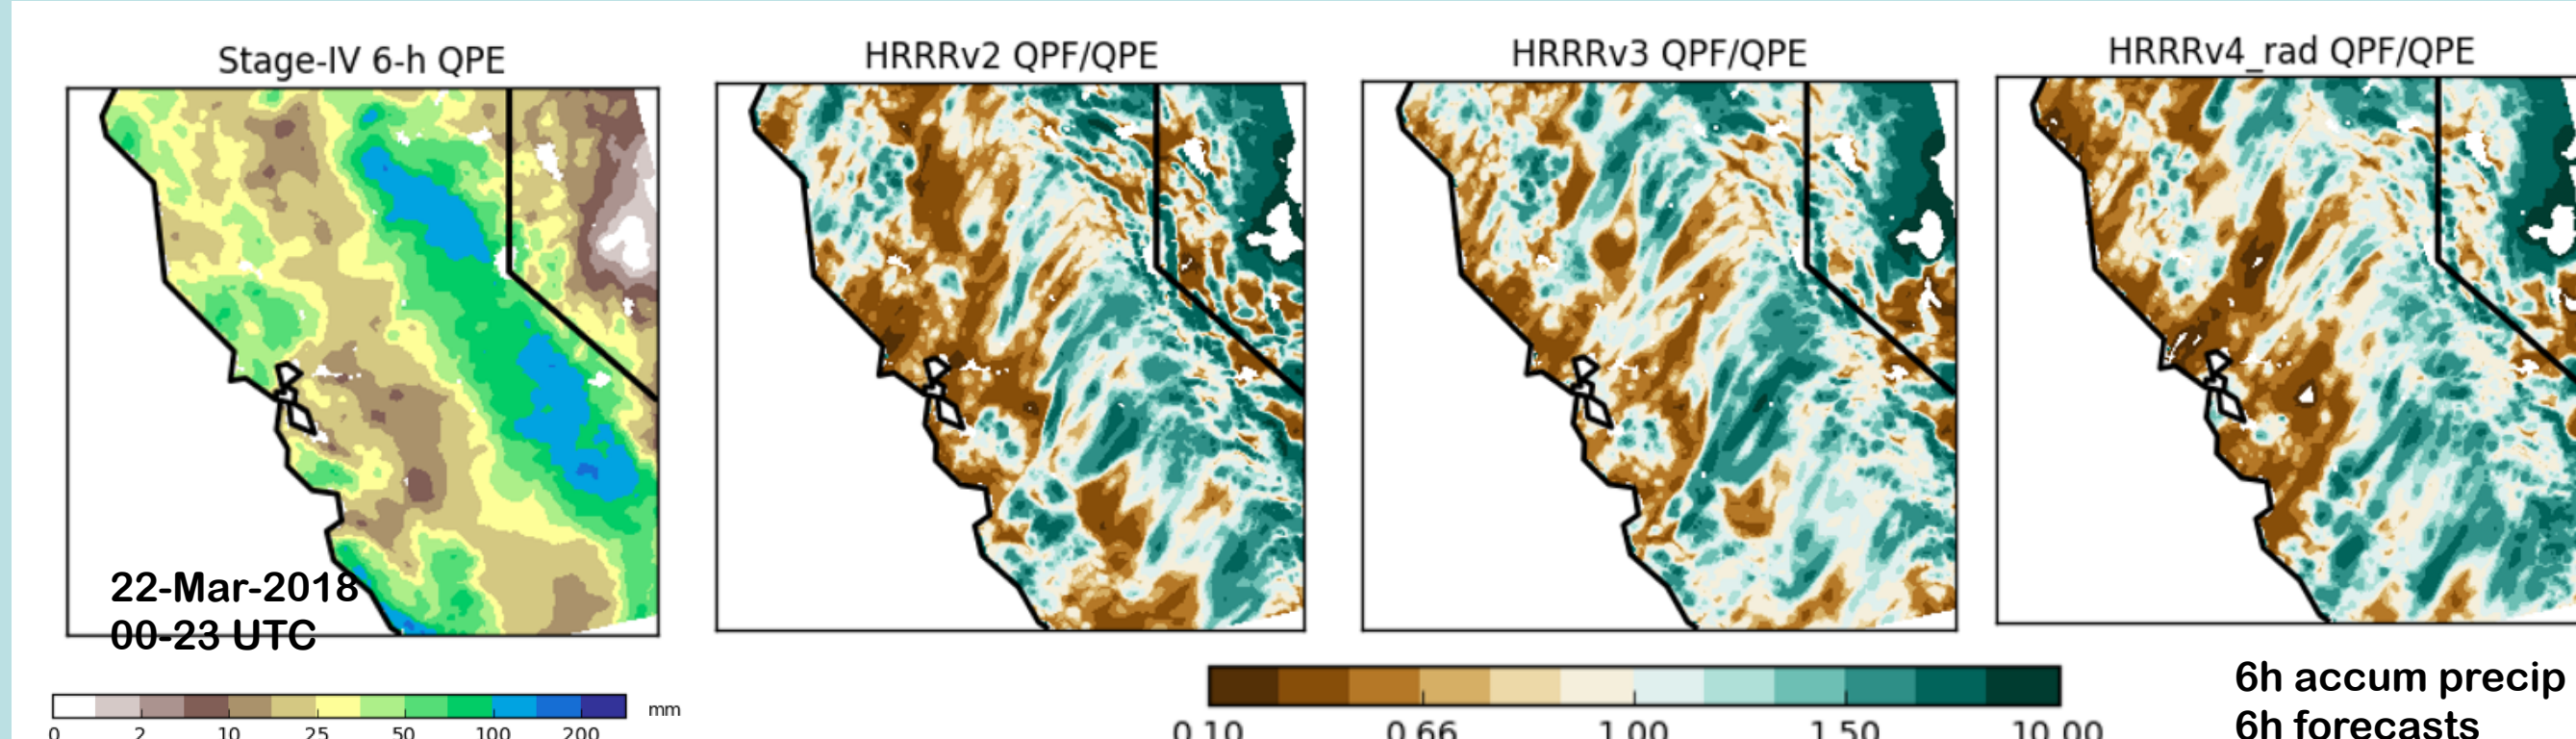 Stage-IV 6-h QPE
HRRRv2 QPF/QPE
HRRRv3 QPF/QPE
HRRRv4_rad QPF/QPE
22-Mar-2018
00-23 UTC
0 2 10 25 50 100 200
mm
0.10 0.66 1.00 1.50 10.00
6h accum precip
6h forecasts